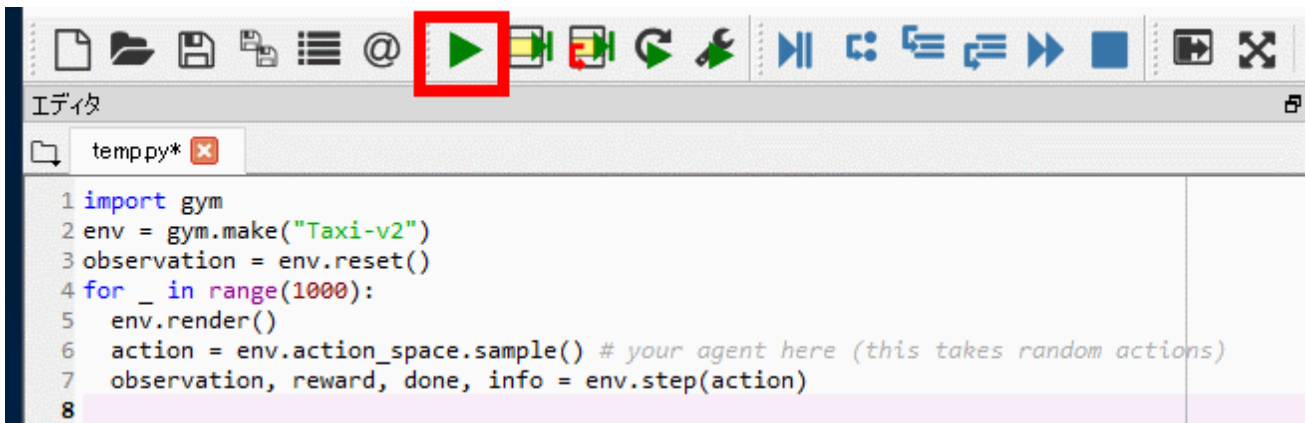 エディタ
temp.py*
1 import gym
2 env = gym.make("Taxi-v2")
3 observation = env.reset()
4 for _ in range(1000):
5   env.render()
6   action = env.action_space.sample() # your agent here (this takes random actions)
7   observation, reward, done, info = env.step(action)
8